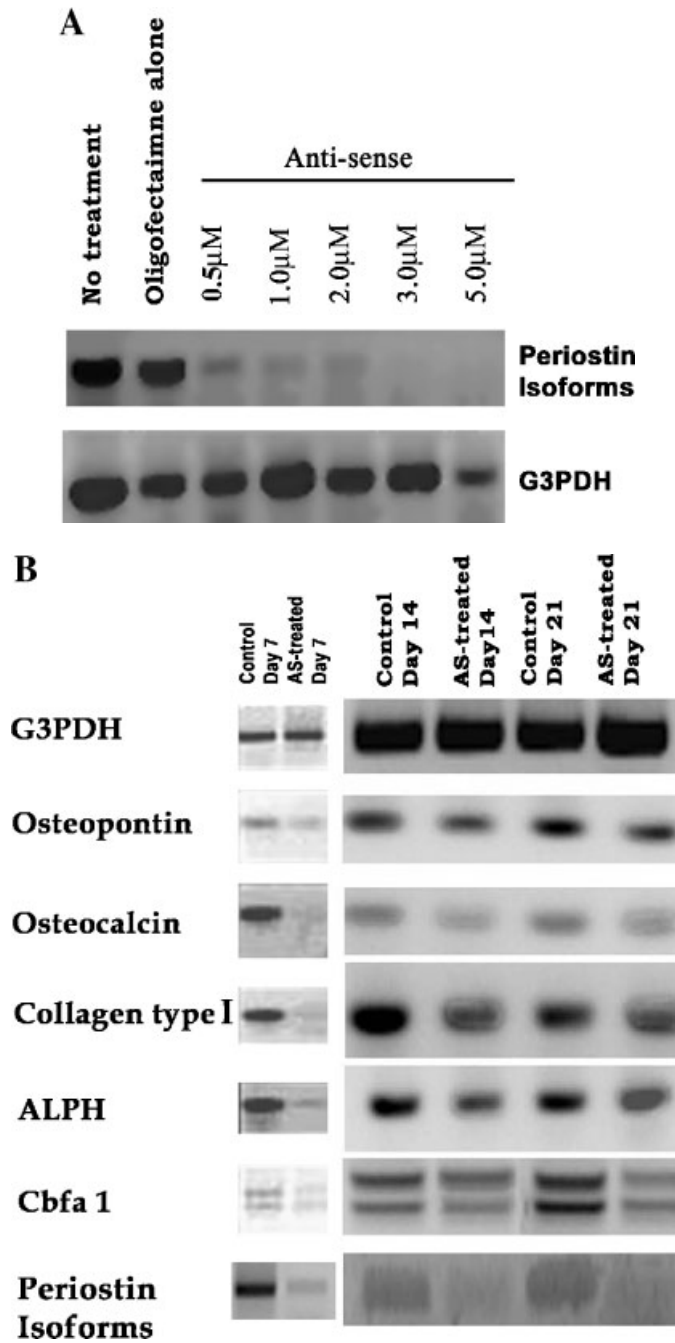 A
No treatment
Oligofectaimne alone
Anti-sense
0.5µM
1.0µM
2.0µM
3.0µM
5.0µM
Periostin
Isoforms
G3PDH
B
Control
Day 7
AS-treated
Day 7
Control
Day 14
AS-treated
Day14
Control
Day 21
AS-treated
Day 21
G3PDH
Osteopontin
Osteocalcin
Collagen type I
ALPH
Cbfa 1
Periostin
Isoforms